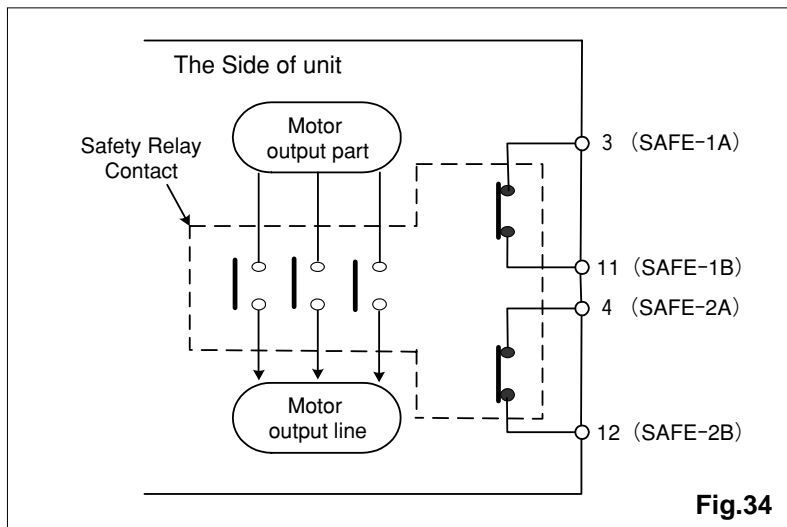 The Side of unit
Motor
output part
Safety Relay
Contact
3 (SAFE-1A)
11 (SAFE-1B)
4 (SAFE-2A)
12 (SAFE-2B)
Motor
output line
Fig.34